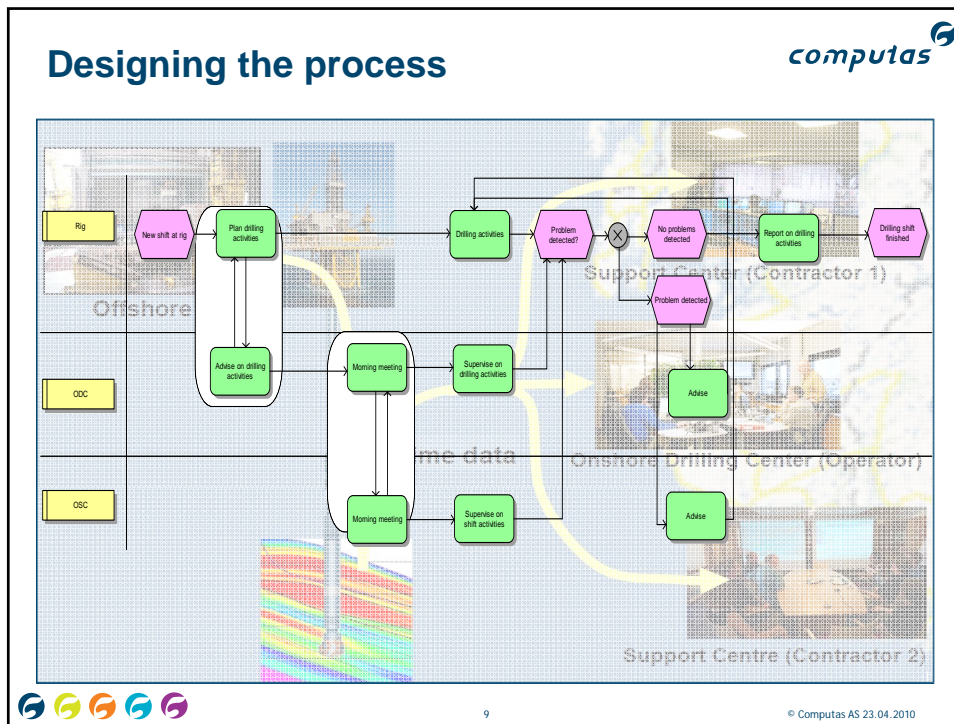 Designing the process
computas
Rig
New shift at rig
Plan drilling
activities
Drilling activities
Problem
detected?
X
No problems
detected
Report on drilling
activities
Drilling shift
finished
Support Center (Contractor 1)
Problem detected
Offshore
Advise on drilling
activities
Morning meeting
Supervise on
drilling activities
ODC
Advise
me data
Onshore Drilling Center (Operator)
OSC
Morning meeting
Supervise on
shift activities
Advise
Support Centre (Contractor 2)
9
© Computas AS 23.04.2010